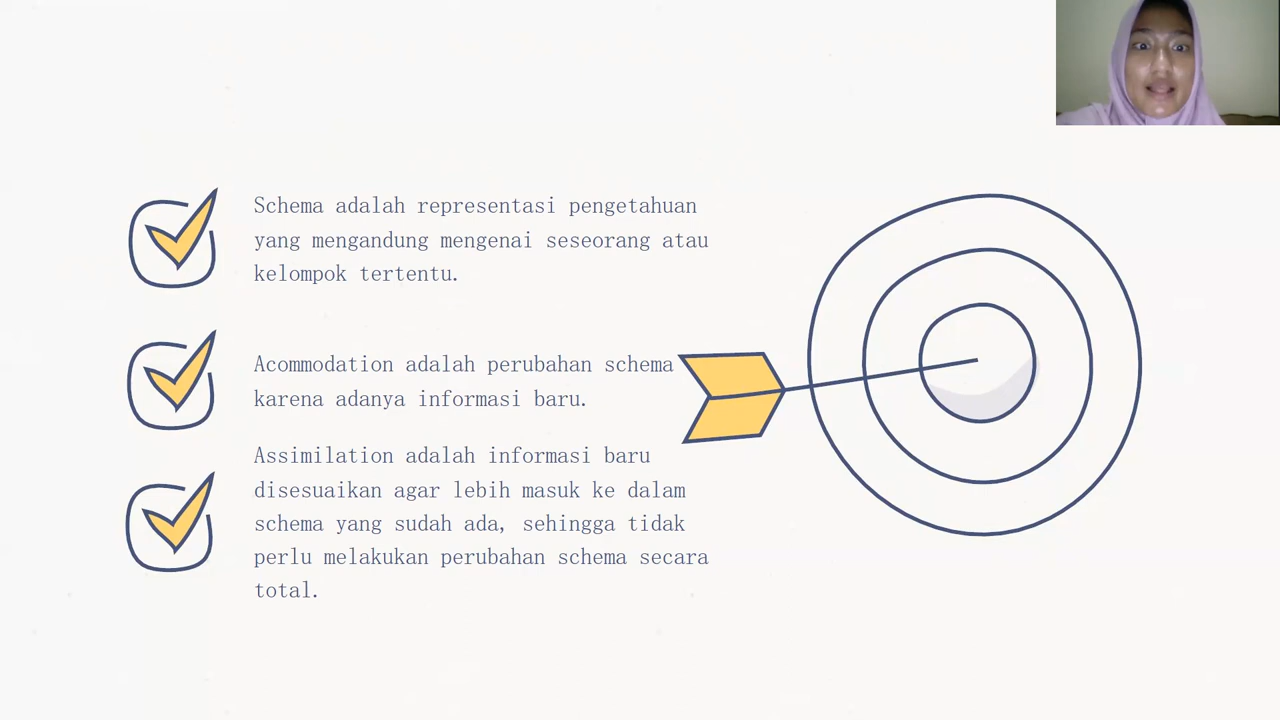 Schema adalah representasi pengetahuan
yang mengandung mengenai seseorang atau
kelompok tertentu.
Acommodation adalah perubahan schema
karena adanya informasi baru.
Assimilation adalah informasi baru
disesuaikan agar lebih masuk ke dalam
schema yang sudah ada, sehingga tidak
perlu melakukan perubahan schema secara
total.